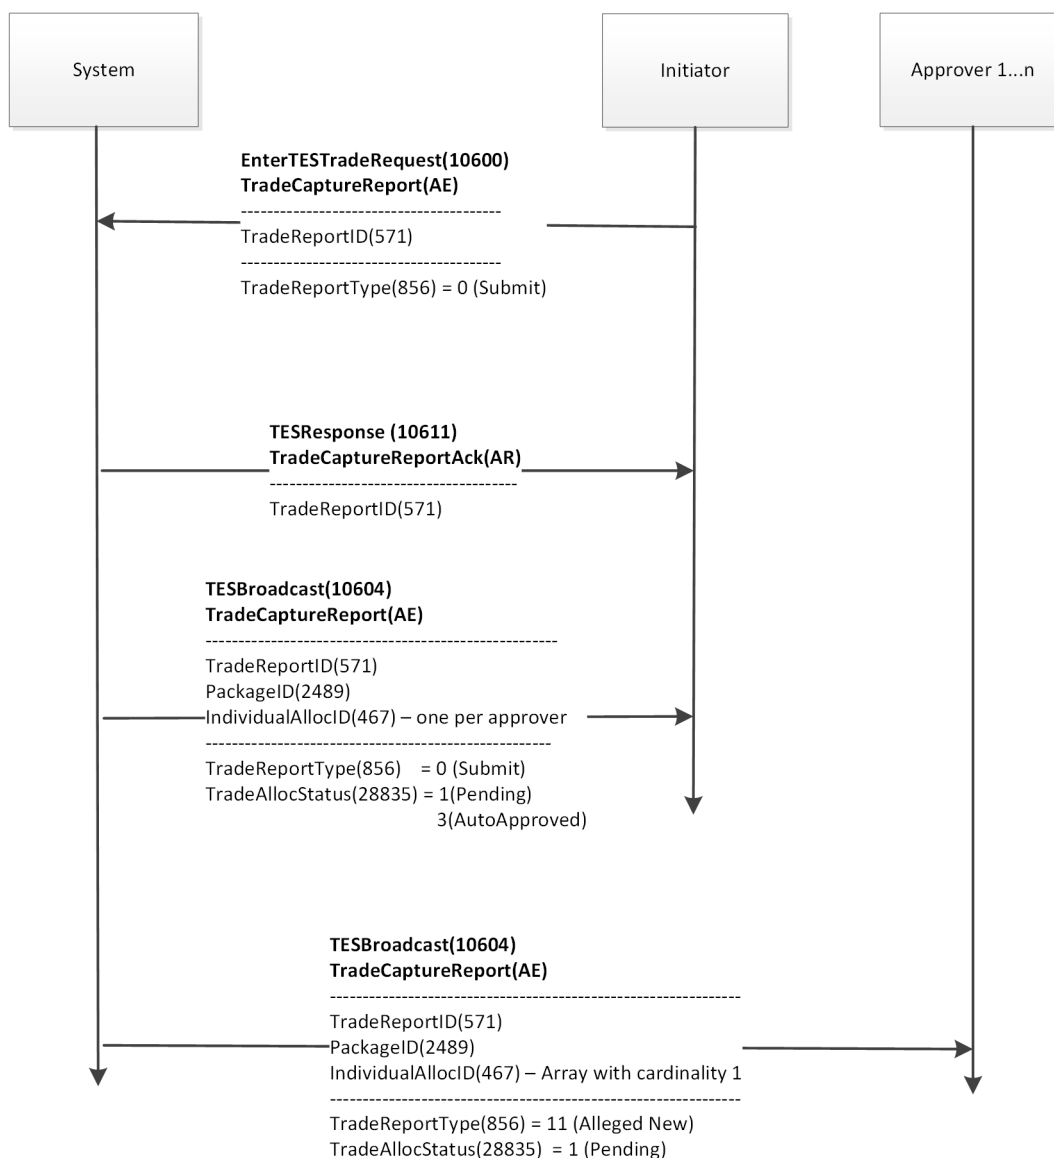 System
Initiator
Approver 1...n
EnterTESTradeRequest(10600)
TradeCaptureReport(AE)
----------------------------------------
TradeReportID(571)
----------------------------------------
TradeReportType(856) = 0 (Submit)
TESResponse (10611)
TradeCaptureReportAck(AR)
--------------------------------------
TradeReportID(571)
TESBroadcast(10604)
TradeCaptureReport(AE)
------------------------------------------------------
TradeReportID(571)
PackageID(2489)
IndividualAllocID(467) – one per approver
-----------------------------------------------------
TradeReportType(856) = 0 (Submit)
TradeAllocStatus(28835) = 1(Pending)
3(AutoApproved)
TESBroadcast(10604)
TradeCaptureReport(AE)
---------------------------------------------------------------
TradeReportID(571)
PackageID(2489)
IndividualAllocID(467) – Array with cardinality 1
---------------------------------------------------------------
TradeReportType(856) = 11 (Alleged New)
TradeAllocStatus(28835) = 1 (Pending)